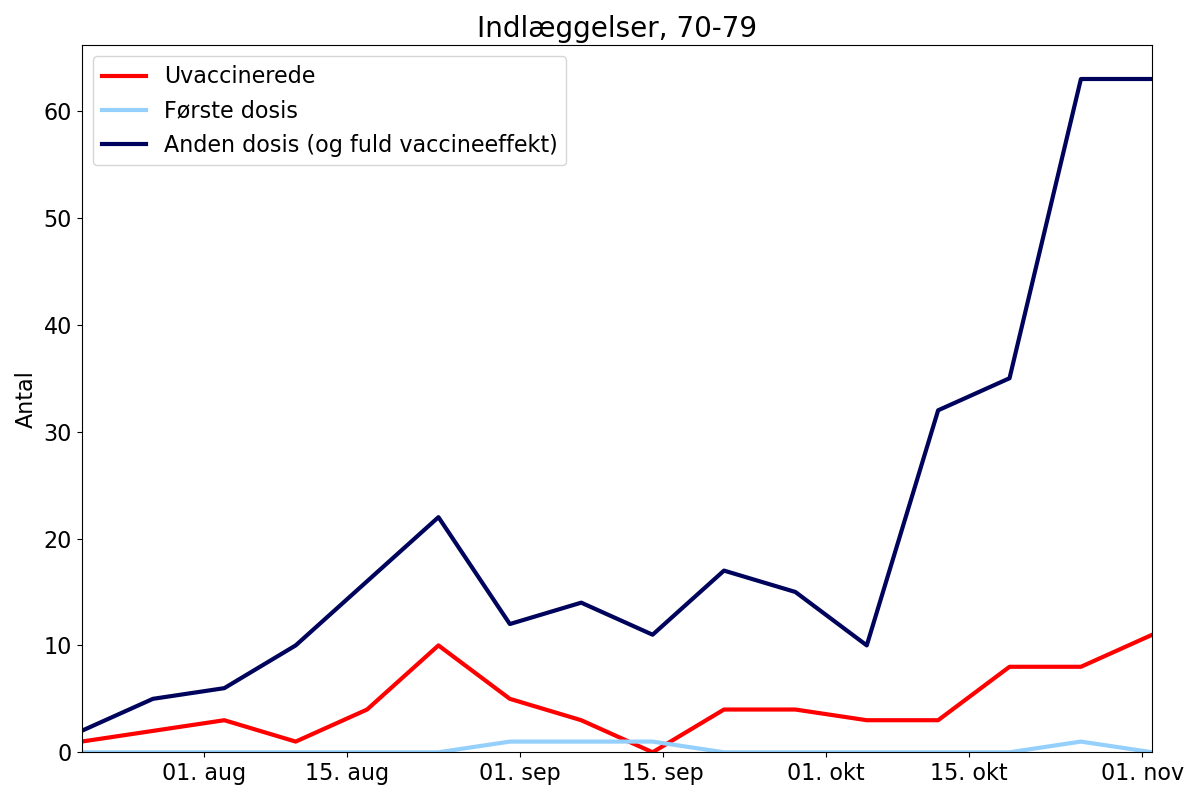 Indlæggelser, 70-79
Uvaccinerede
Første dosis
Anden dosis (og fuld vaccineeffekt)
Antal
60
50
40
30
20
10
0
01. aug
15. aug
01. sep
15. sep
01. okt
15. okt
01. nov